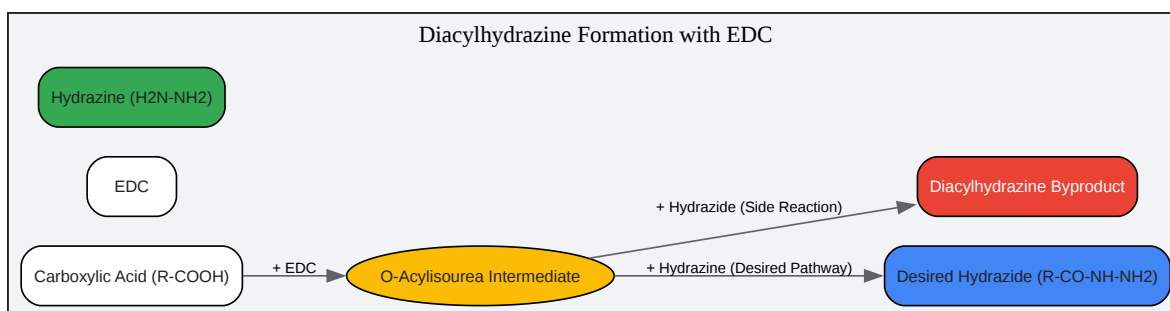 Diacylhydrazine Formation with EDC
Hydrazine (H2N-NH2)
EDC
Diacylhydrazine Byproduct
+ Hydrazide (Side Reaction)
Carboxylic Acid (R-COOH)
+ EDC
O-Acylisourea Intermediate
+ Hydrazine (Desired Pathway)
Desired Hydrazide (R-CO-NH-NH2)